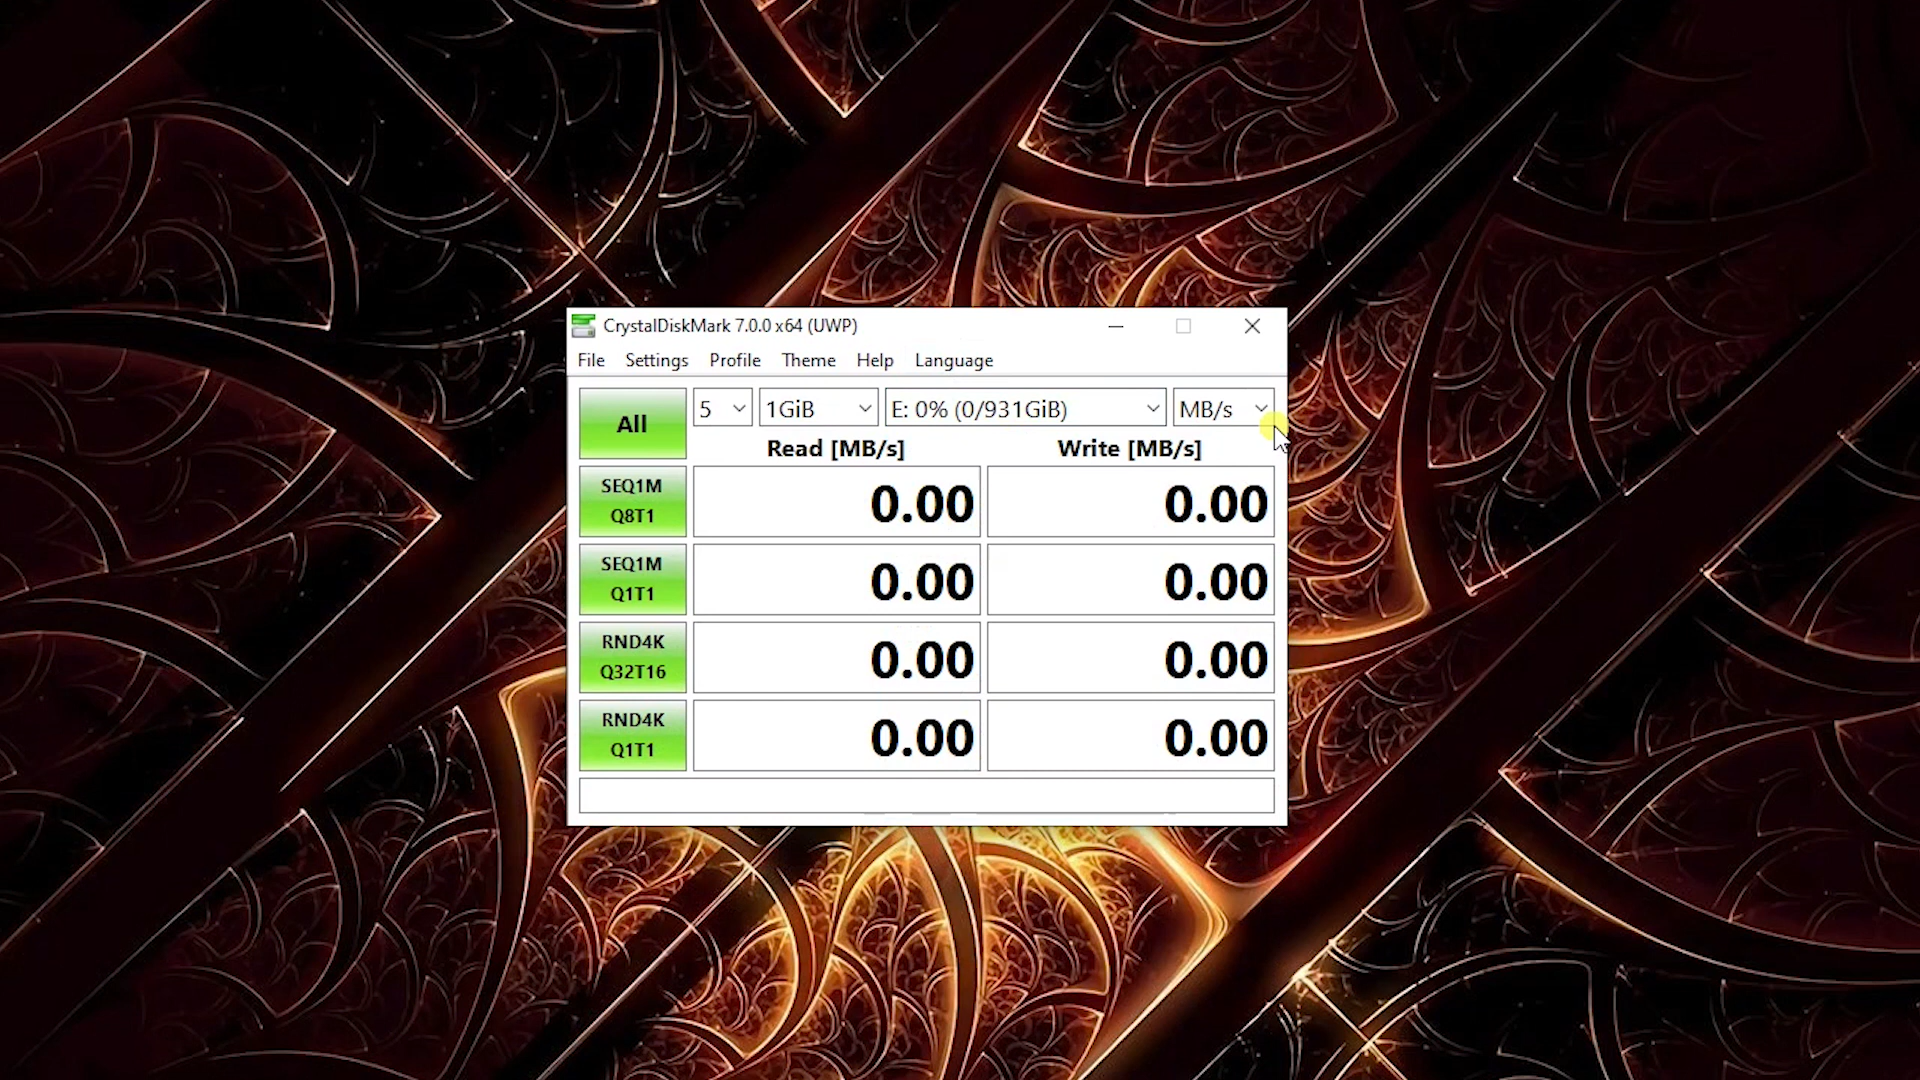 CrystalDiskMark 7.0.0 x64 (UWP)
File Settings Profile Theme Help Language
All 5 1GiB E: 0% (0/931GiB) MB/s
Read [MB/s] Write [MB/s]
SEQ1M
Q8T1
0.00 0.00
SEQ1M
Q1T1
0.00 0.00
RND4K
Q32T16
0.00 0.00
RND4K
Q1T1
0.00 0.00